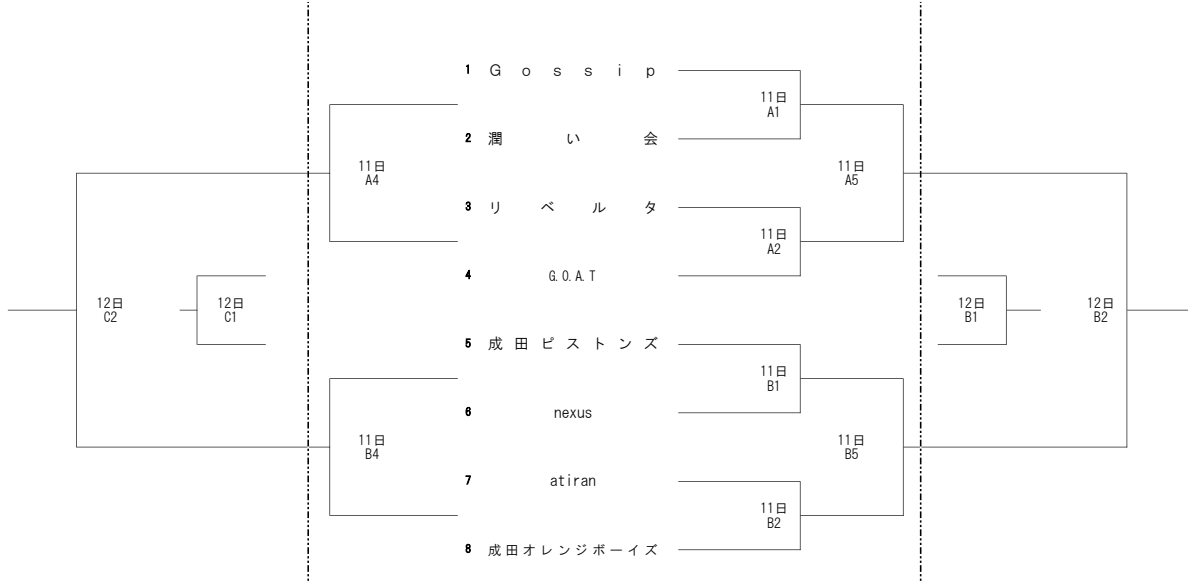 1 Gossip
11日
A1
2 潤い会
11日
A4
11日
A5
3 リベルタ
11日
A2
4 G.O.A.T
12日
C2
12日
C1
12日
B1
12日
B2
5 成田ピストンズ
11日
B1
6 nexus
11日
B4
11日
B5
7 atiran
11日
B2
8 成田オレンジボーイズ